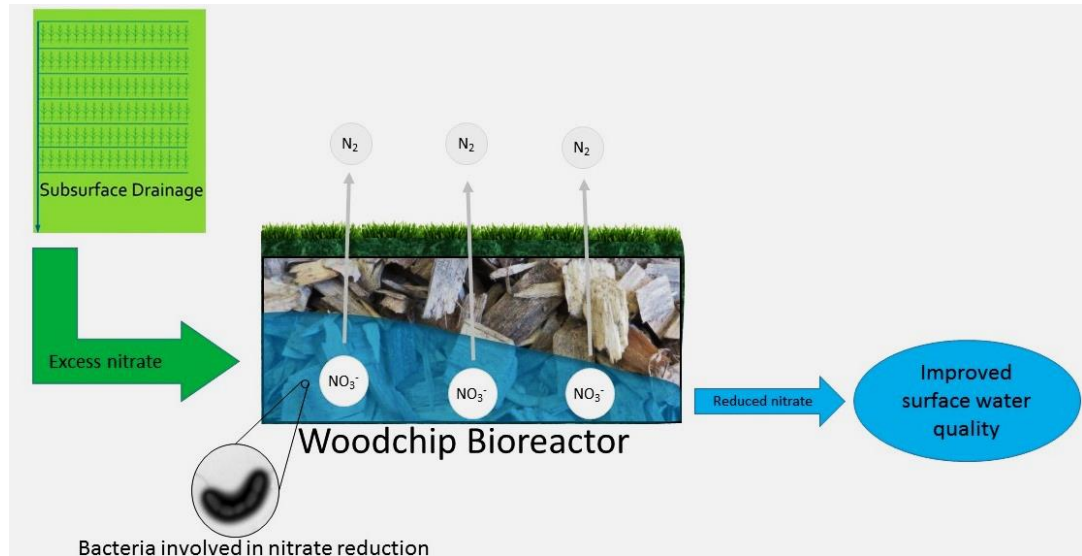 Subsurface Drainage
N₂
N₂
N₂
Excess nitrate
NO₃⁻
NO₃⁻
NO₃⁻
Reduced nitrate
Improved
surface water
quality
Woodchip Bioreactor
Bacteria involved in nitrate reduction